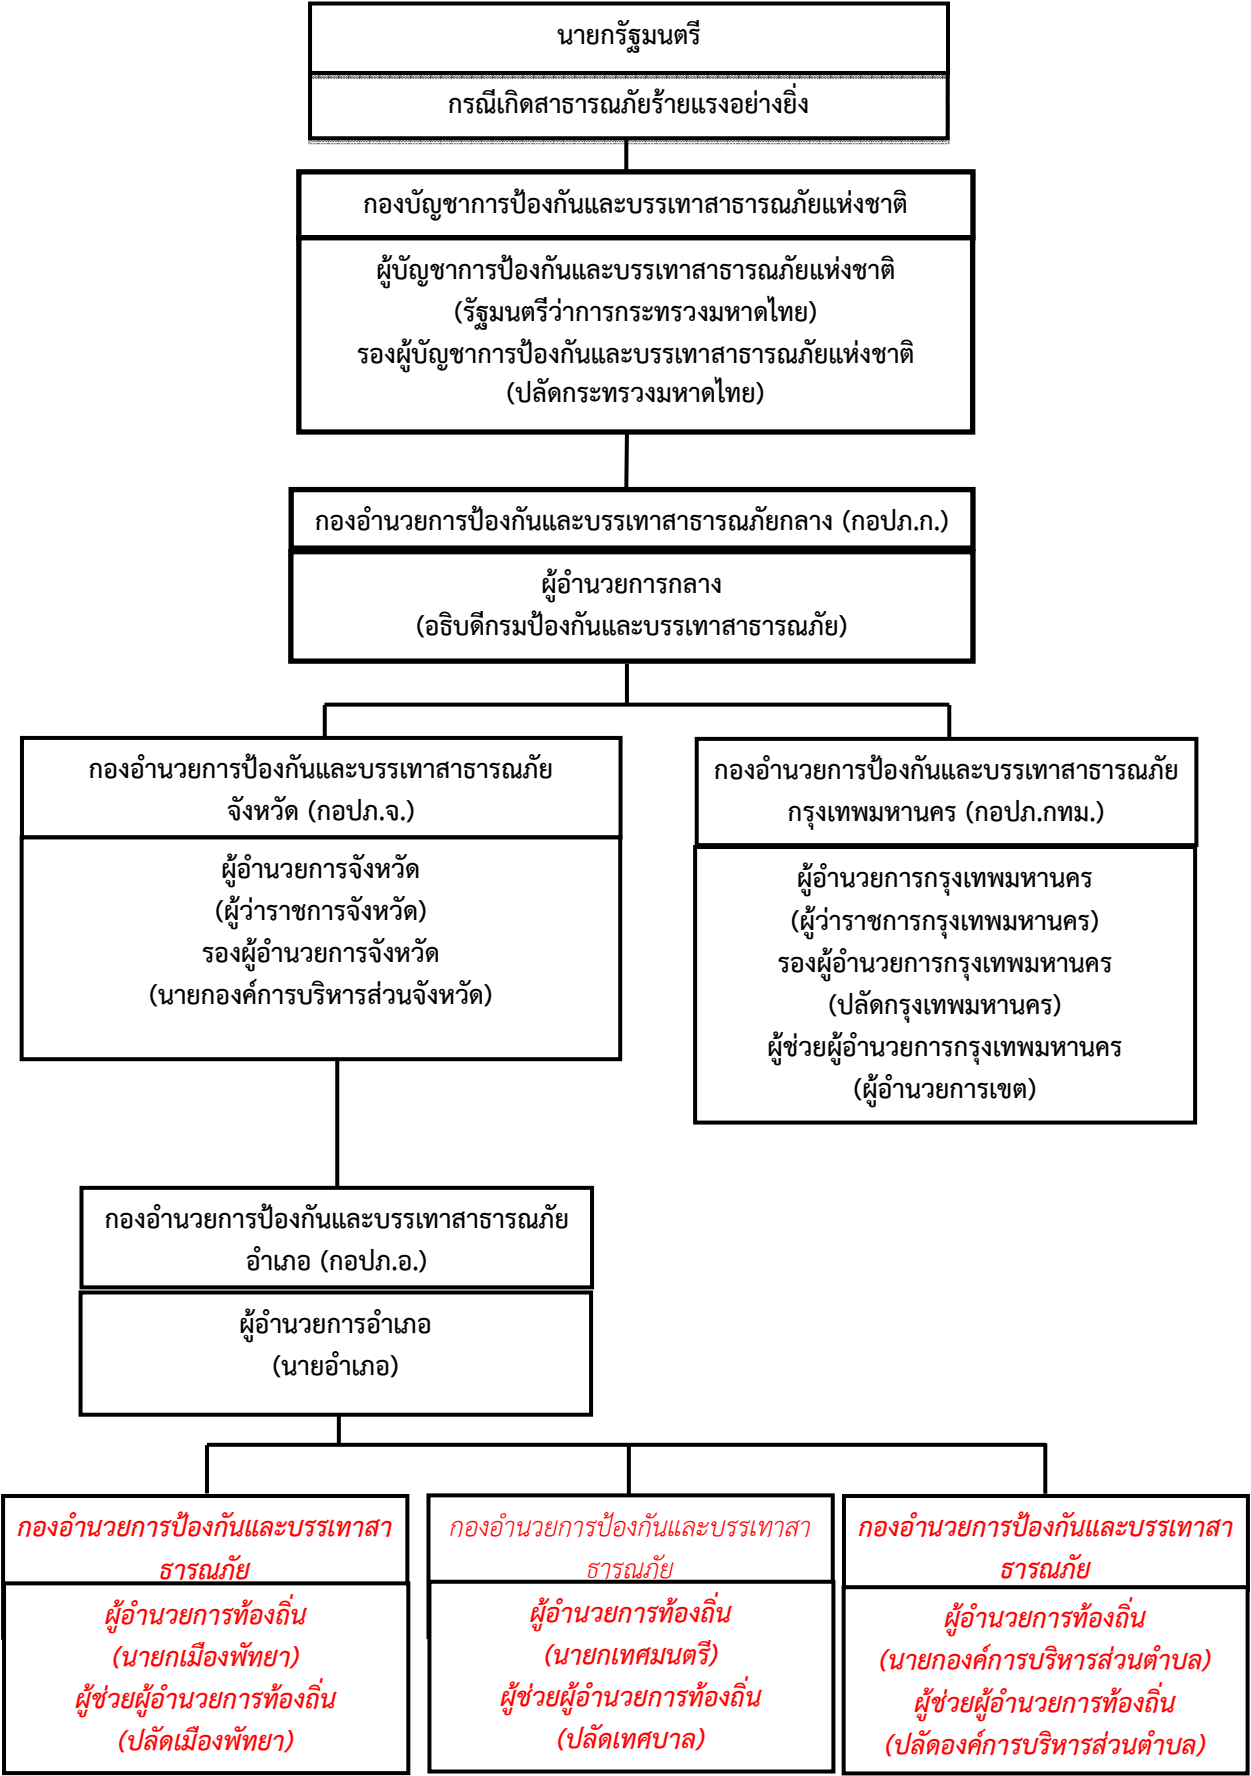 นายกรัฐมนตรี
กรณีเกิดสาธารณภัยร้ายแรงอย่างยิ่ง
กองบัญชาการป้องกันและบรรเทาสาธารณภัยแห่งชาติ
ผู้บัญชาการป้องกันและบรรเทาสาธารณภัยแห่งชาติ
(รัฐมนตรีว่าการกระทรวงมหาดไทย)
รองผู้บัญชาการป้องกันและบรรเทาสาธารณภัยแห่งชาติ
(ปลัดกระทรวงมหาดไทย)
กองอำนวยการป้องกันและบรรเทาสาธารณภัยกลาง (กอปภ.ก.)
ผู้อำนวยการกลาง
(อธิบดีกรมป้องกันและบรรเทาสาธารณภัย)
กองอำนวยการป้องกันและบรรเทาสาธารณภัย
จังหวัด (กอปภ.จ.)
ผู้อำนวยการจังหวัด
(ผู้ว่าราชการจังหวัด)
รองผู้อำนวยการจังหวัด
(นายกองค์การบริหารส่วนจังหวัด)
กองอำนวยการป้องกันและบรรเทาสาธารณภัย
กรุงเทพมหานคร (กอปภ.กทม.)
ผู้อำนวยการกรุงเทพมหานคร
(ผู้ว่าราชการกรุงเทพมหานคร)
รองผู้อำนวยการกรุงเทพมหานคร
(ปลัดกรุงเทพมหานคร)
ผู้ช่วยผู้อำนวยการกรุงเทพมหานคร
(ผู้อำนวยการเขต)
กองอำนวยการป้องกันและบรรเทาสาธารณภัย
อำเภอ (กอปภ.อ.)
ผู้อำนวยการอำเภอ
(นายอำเภอ)
กองอำนวยการป้องกันและบรรเทาสา
ธารณภัย
ผู้อำนวยการท้องถิ่น
(นายกเมืองพัทยา)
ผู้ช่วยผู้อำนวยการท้องถิ่น
(ปลัดเมืองพัทยา)
กองอำนวยการป้องกันและบรรเทาสา
ธารณภัย
ผู้อำนวยการท้องถิ่น
(นายกเทศมนตรี)
ผู้ช่วยผู้อำนวยการท้องถิ่น
(ปลัดเทศบาล)
กองอำนวยการป้องกันและบรรเทาสา
ธารณภัย
ผู้อำนวยการท้องถิ่น
(นายกองค์การบริหารส่วนตำบล)
ผู้ช่วยผู้อำนวยการท้องถิ่น
(ปลัดองค์การบริหารส่วนตำบล)